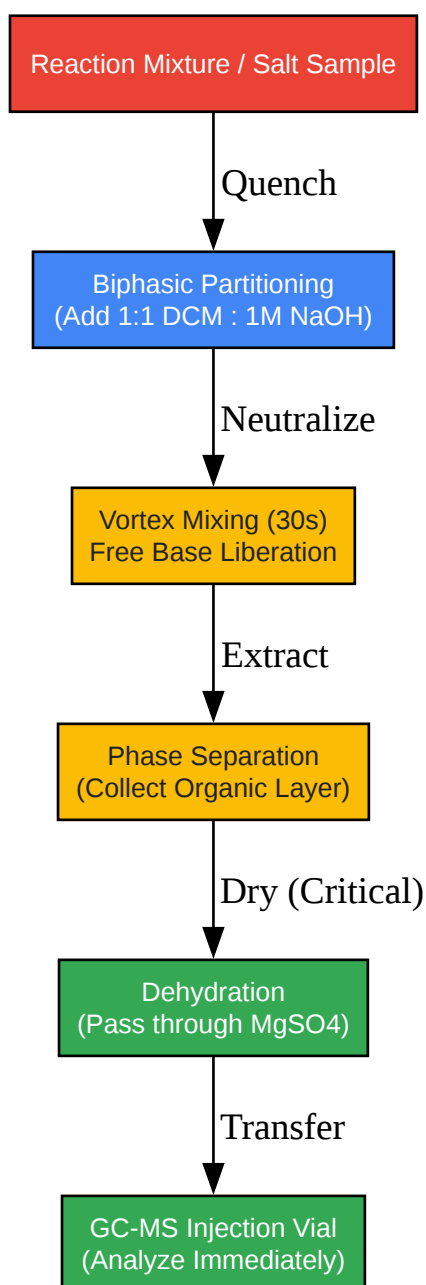 Reaction Mixture / Salt Sample
Quench
Biphasic Partitioning
(Add 1:1 DCM : 1M NaOH)
Neutralize
Vortex Mixing (30s)
Free Base Liberation
Extract
Phase Separation
(Collect Organic Layer)
Dry (Critical)
Dehydration
(Pass through MgSO4)
Transfer
GC-MS Injection Vial
(Analyze Immediately)